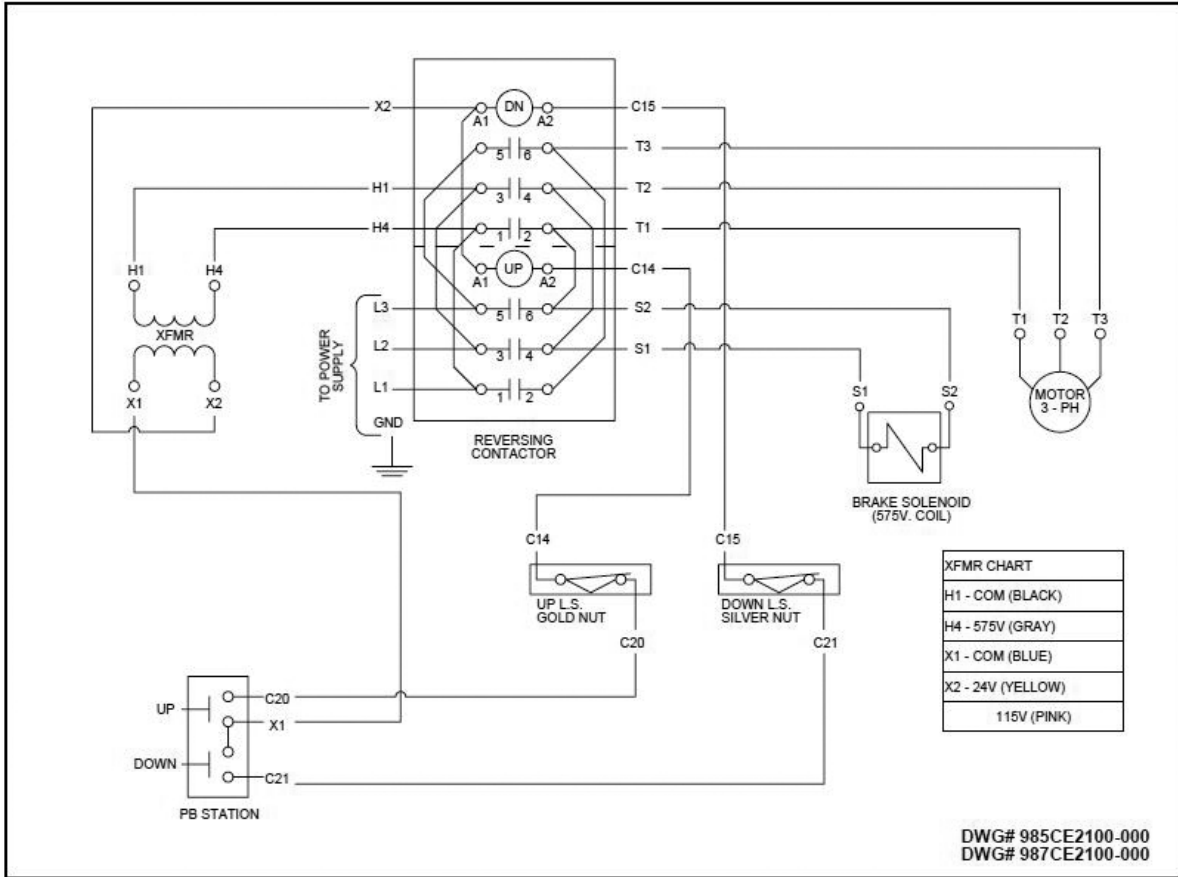 X2
A1
DN
A2
C15
5
6
T3
H1
3
4
T2
H4
1
2
T1
A1
UP
A2
C14
H1
H4
XFMR
X1
X2
TO POWER
SUPPLY
L3
5
6
S2
L2
3
4
S1
L1
1
2
GND
REVERSING
CONTACTOR
T1
T2
T3
MOTOR
3 - PH
S1
S2
BRAKE SOLENOID
(575V. COIL)
C14
UP L.S.
GOLD NUT
C20
C15
DOWN L.S.
SILVER NUT
C21
XFMR CHART
H1 - COM (BLACK)
H4 - 575V (GRAY)
X1 - COM (BLUE)
X2 - 24V (YELLOW)
115V (PINK)
UP
C20
X1
DOWN
C21
PB STATION
DWG# 985CE2100-000
DWG# 987CE2100-000